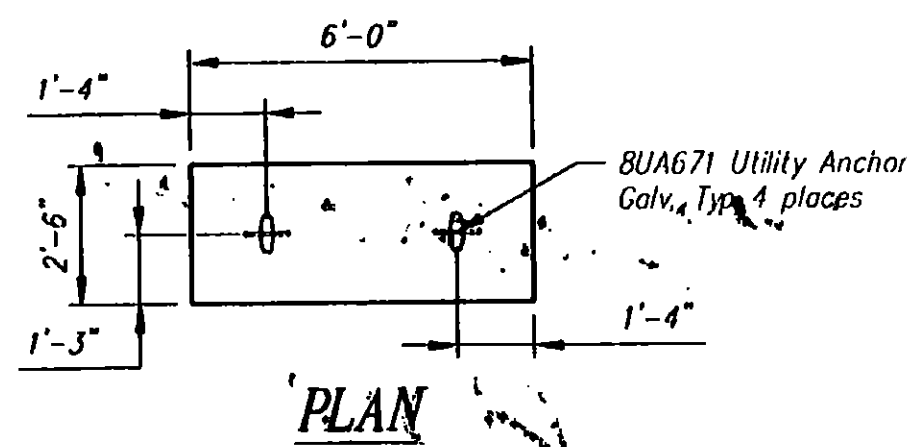 6'-0"
1'-4"
8UA671 Utility Anchor
Galv. Typ 4 places
2'-6"
1'-3"
1'-4"
PLAN